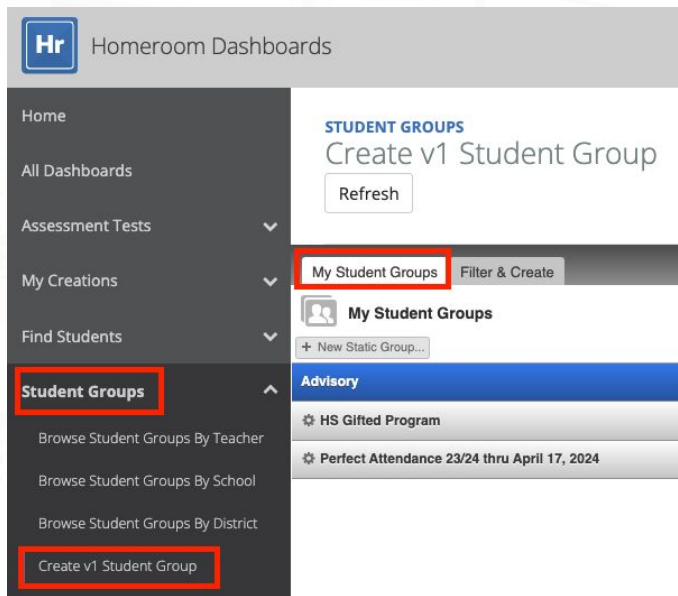 Hr Homeroom Dashboards
Home
All Dashboards
Assessment Tests
My Creations
Find Students
Student Groups
Browse Student Groups By Teacher
Browse Student Groups By School
Browse Student Groups By District
Create v1 Student Group
STUDENT GROUPS
Create v1 Student Group
Refresh
My Student Groups Filter & Create
My Student Groups
+ New Static Group...
Advisory
HS Gifted Program
Perfect Attendance 23/24 thru April 17, 2024